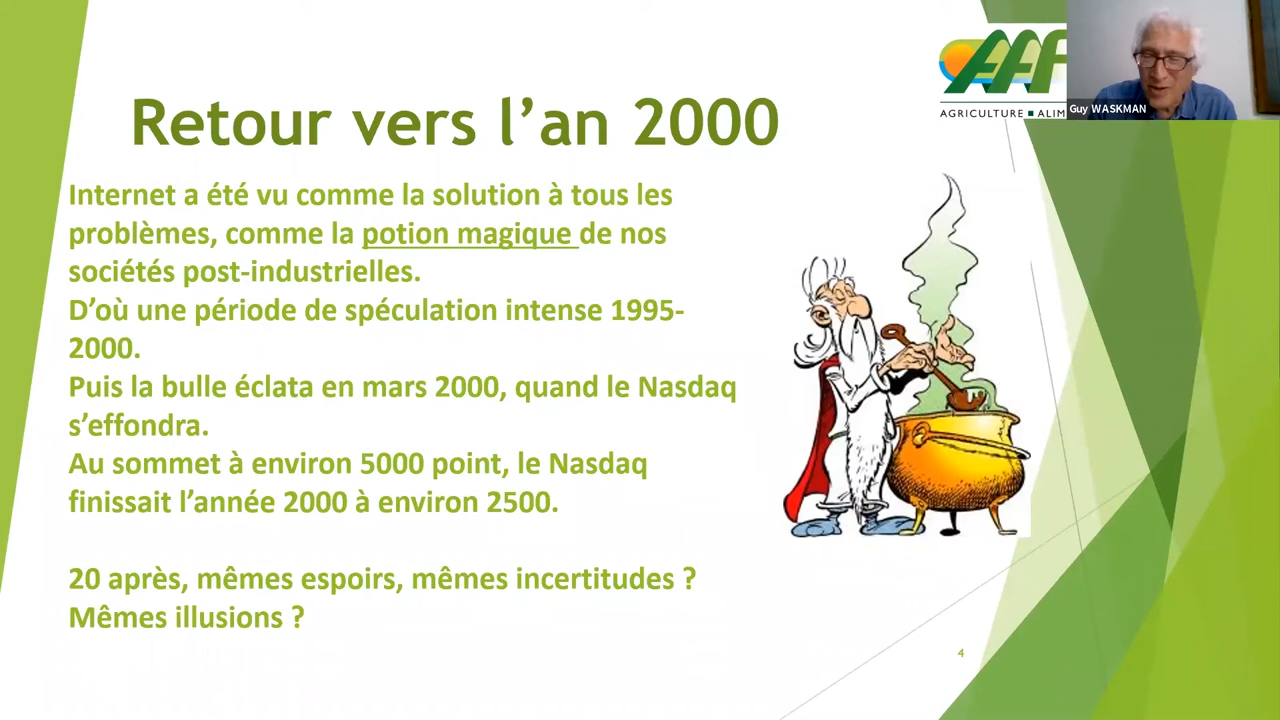 AAF
AGRICULTURE ■ ALIM
Guy WASKMAN
Retour vers l’an 2000
Internet a été vu comme la solution à tous les
problèmes, comme la potion magique de nos
sociétés post-industrielles.
D’où une période de spéculation intense 1995-
2000.
Puis la bulle éclata en mars 2000, quand le Nasdaq
s’effondra.
Au sommet à environ 5000 point, le Nasdaq
finissait l’année 2000 à environ 2500.
20 après, mêmes espoirs, mêmes incertitudes ?
Mêmes illusions ?
4